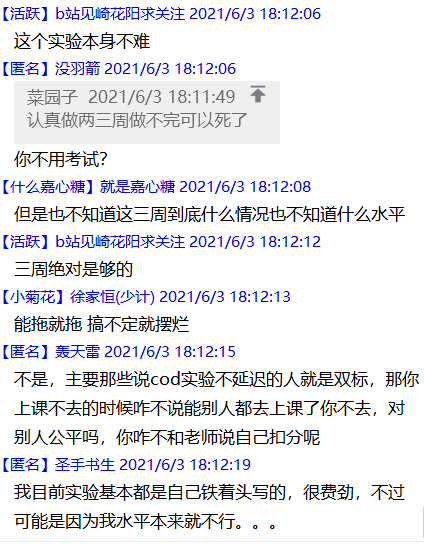 【活跃】b站见崎花阳求关注 2021/6/3 18:12:06
这个实验本身不难
【匿名】没羽箭 2021/6/3 18:12:06
菜园子 2021/6/3 18:11:49
认真做两三周做不完可以死了
你不用考试？
【什么嘉心糖】就是嘉心糖 2021/6/3 18:12:08
但是也不知道这三周到底什么情况也不知道什么水平
【活跃】b站见崎花阳求关注 2021/6/3 18:12:12
三周绝对是够的
【小菊花】徐家恒(少计) 2021/6/3 18:12:13
能拖就拖 搞不定就摆烂
【匿名】轰天雷 2021/6/3 18:12:15
不是，主要那些说cod实验不延迟的人就是双标，那你
上课不去的时候咋不说能别人都去上课了你不去，对
别人公平吗，你咋不和老师说自己扣分呢
【匿名】圣手书生 2021/6/3 18:12:19
我目前实验基本都是自己铁着头写的，很费劲，不过
可能是因为我水平本来就不行。。。